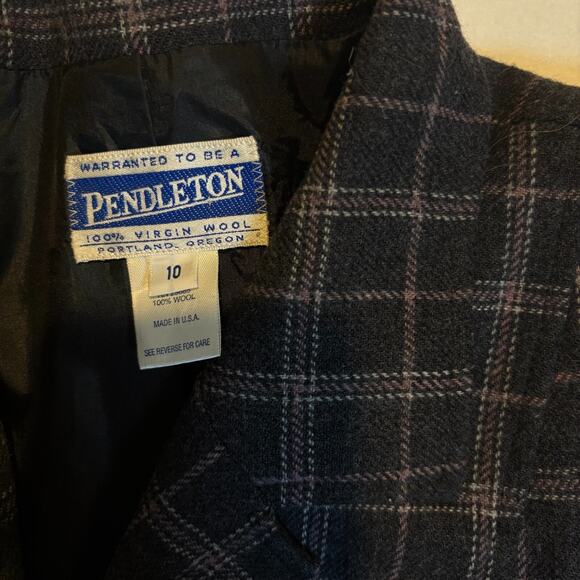 WARRANTED TO BE A
PENDLETON
100% VIRGIN WOOL
PORTLAND, OREGON
10
100% WOOL
MADE IN U.S.A.
SEE REVERSE FOR CARE